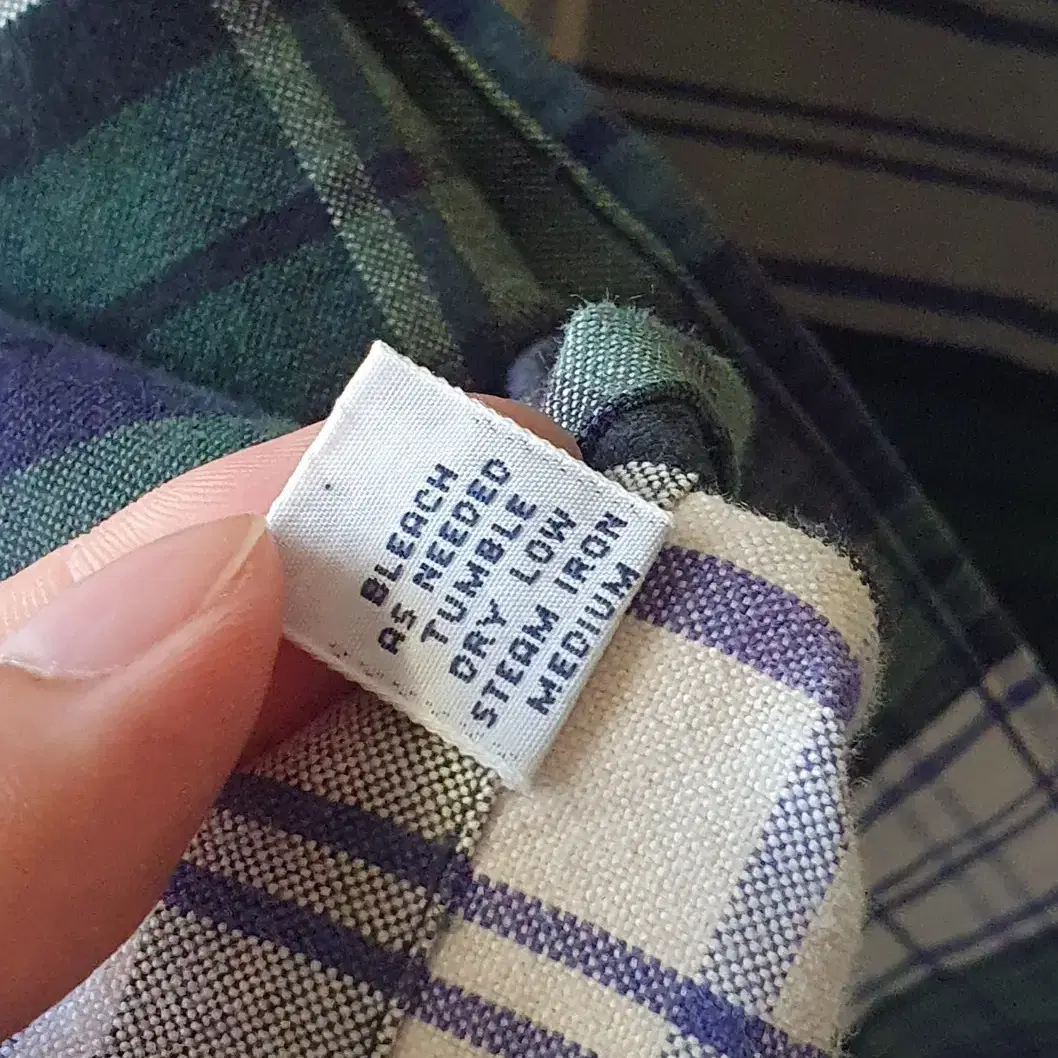 BLEACH
AS NEEDED
TUMBLE
DRY LOW
STEAM IRON
MEDIUM